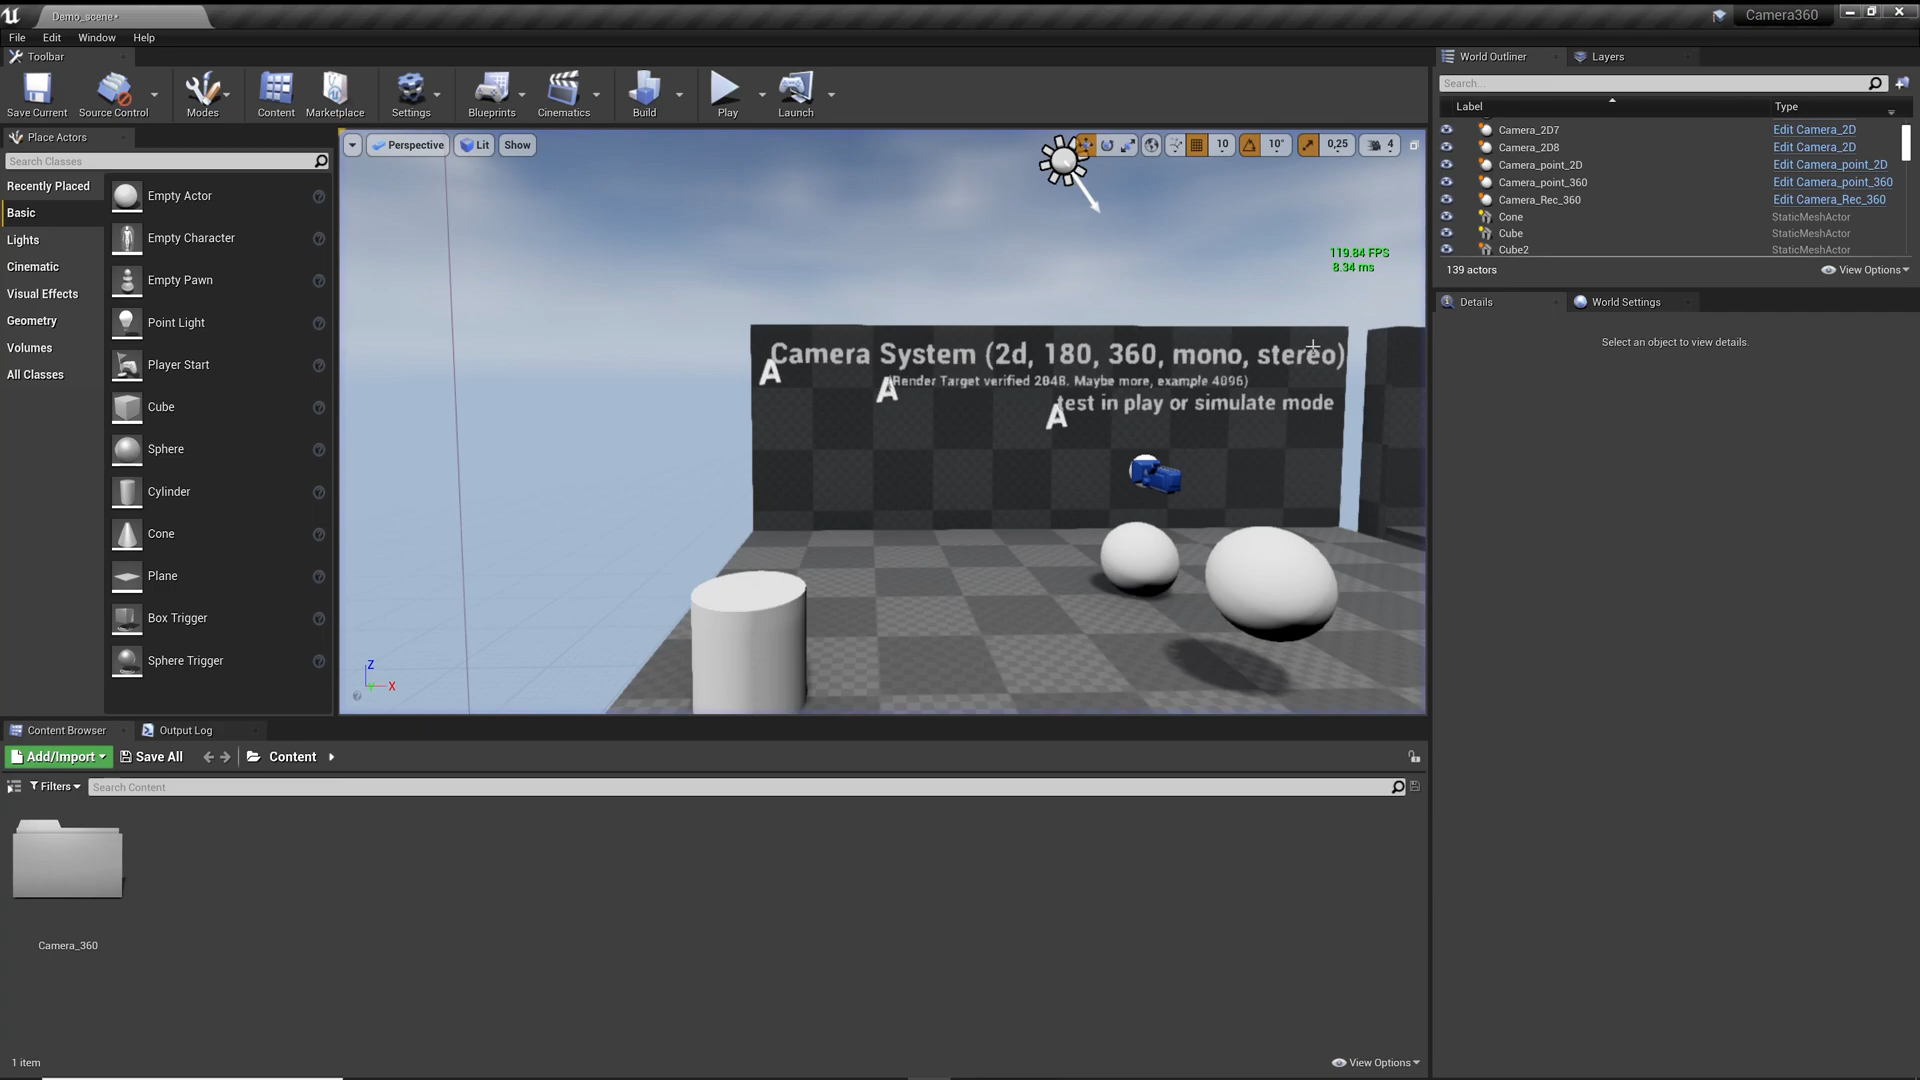 Demo_scene•
Camera360
File Edit Window Help
Toolbar
Save Current
Source Control
Modes
Content
Marketplace
Settings
Blueprints
Cinematics
Build
Play
Launch
Place Actors
Search Classes
Recently Placed
Basic
Lights
Cinematic
Visual Effects
Geometry
Volumes
All Classes
Empty Actor
Empty Character
Empty Pawn
Point Light
Player Start
Cube
Sphere
Cylinder
Cone
Plane
Box Trigger
Sphere Trigger
Perspective Lit Show
10 10° 0,25 4
119.84 FPS
8.34 ms
Camera System (2d, 180, 360, mono, stereo)
(Render Target verified 2048. Maybe more, example 4096)
test in play or simulate mode
A
A
A
Z
Y
X
World Outliner
Layers
Search...
Label Type
Camera_2D7 Edit Camera_2D
Camera_2D8 Edit Camera_2D
Camera_point_2D Edit Camera_point_2D
Camera_point_360 Edit Camera_point_360
Camera_Rec_360 Edit Camera_Rec_360
Cone StaticMeshActor
Cube StaticMeshActor
Cube2 StaticMeshActor
139 actors
View Options
Details
World Settings
Select an object to view details.
Content Browser
Output Log
Add/Import Save All Content
Filters Search Content
Camera_360
1 item
View Options